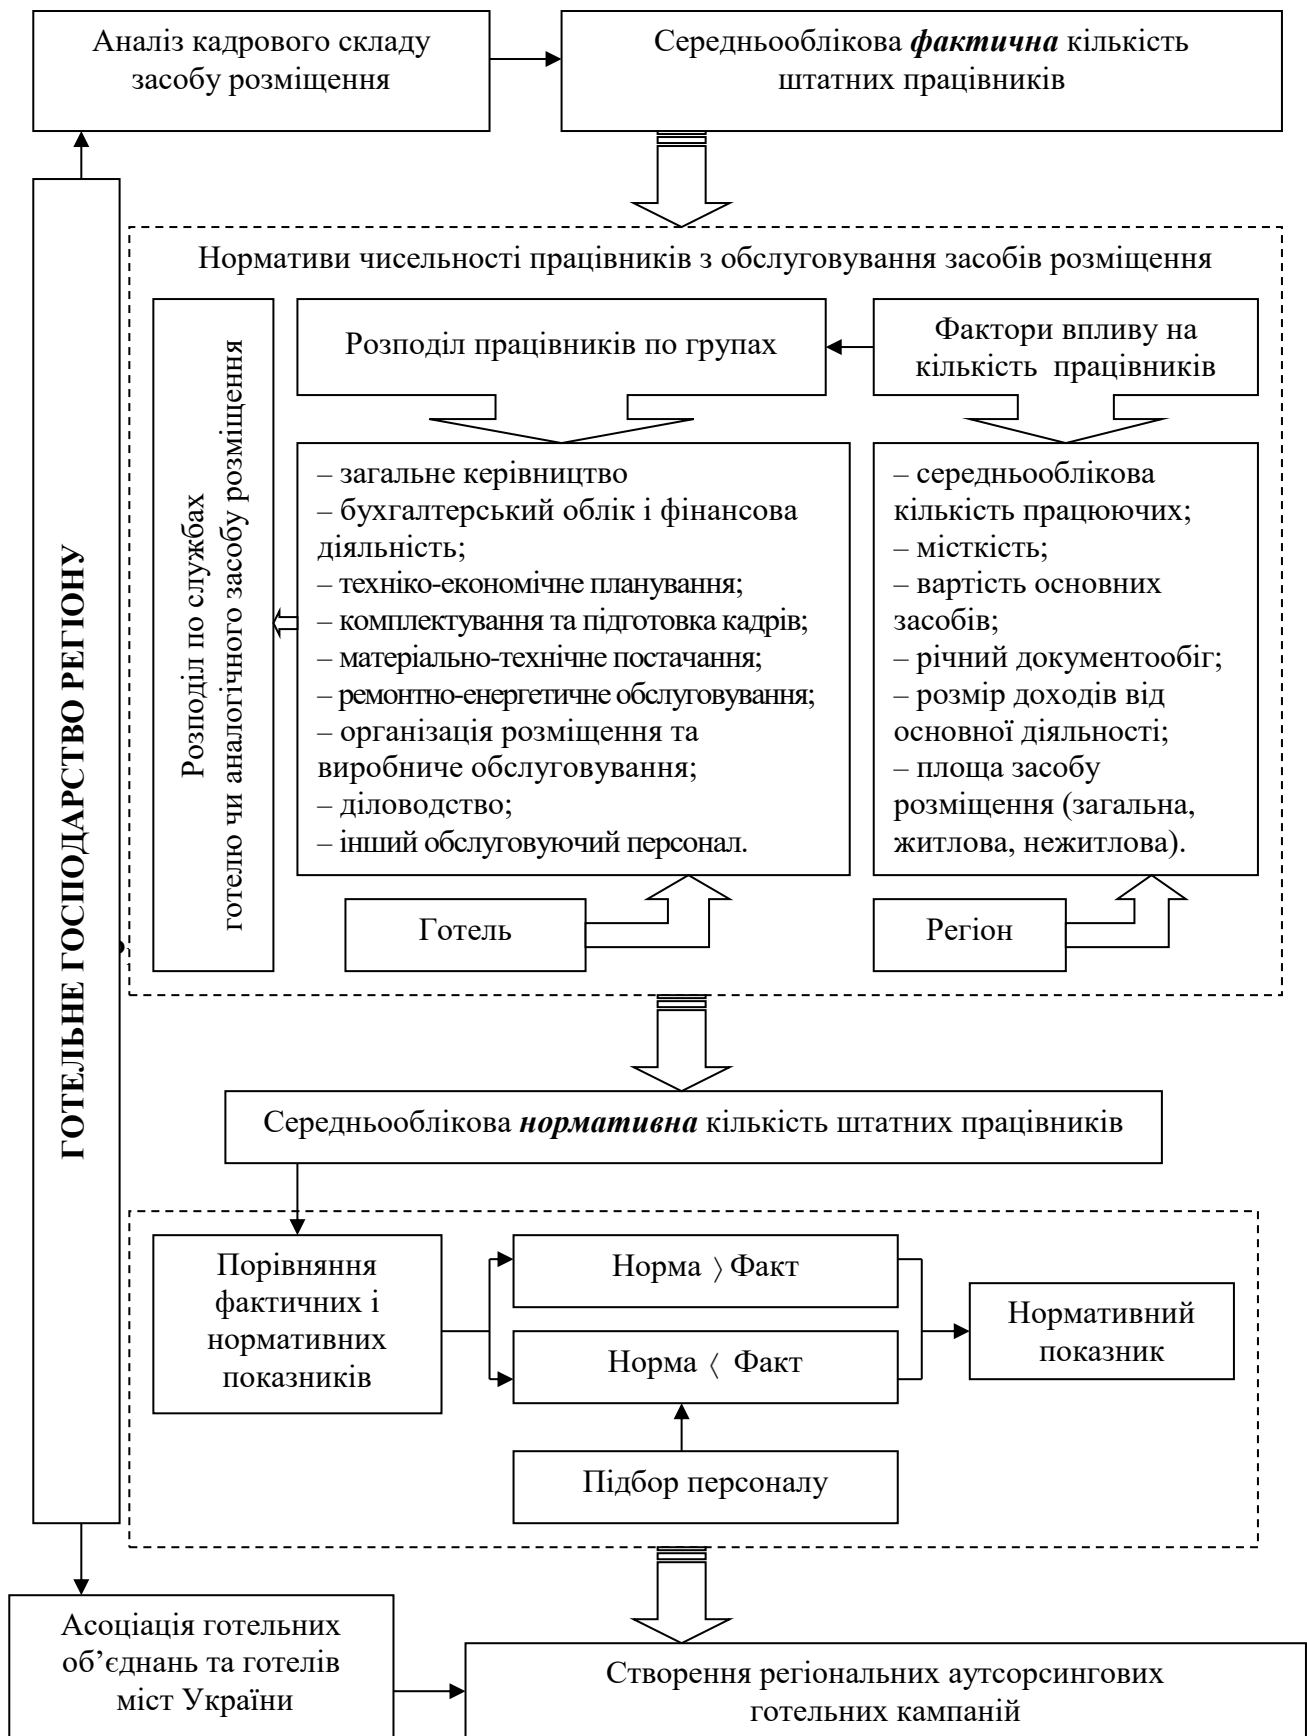 Аналіз кадрового складу
засобу розміщення
Середньооблікова фактична кількість
штатних працівників
ГОТЕЛЬНЕ ГОСПОДАРСТВО РЕГІОНУ
Нормативи чисельності працівників з обслуговування засобів розміщення
Розподіл по службах
готелю чи аналогічного засобу розміщення
Розподіл працівників по групах
Фактори впливу на
кількість працівників
– загальне керівництво
– бухгалтерський облік і фінансова
діяльність;
– техніко-економічне планування;
– комплектування та підготовка кадрів;
– матеріально-технічне постачання;
– ремонтно-енергетичне обслуговування;
– організація розміщення та
виробниче обслуговування;
– діловодство;
– інший обслуговуючий персонал.
– середньооблікова
кількість працюючих;
– місткість;
– вартість основних
засобів;
– річний документообіг;
– розмір доходів від
основної діяльності;
– площа засобу
розміщення (загальна,
житлова, нежитлова).
Готель
Регіон
Середньооблікова нормативна кількість штатних працівників
Порівняння
фактичних і
нормативних
показників
Норма 〉Факт
Норма 〈 Факт
Нормативний
показник
Підбор персоналу
Асоціація готельних
об’єднань та готелів
міст України
Створення регіональних аутсорсингових
готельних кампаній